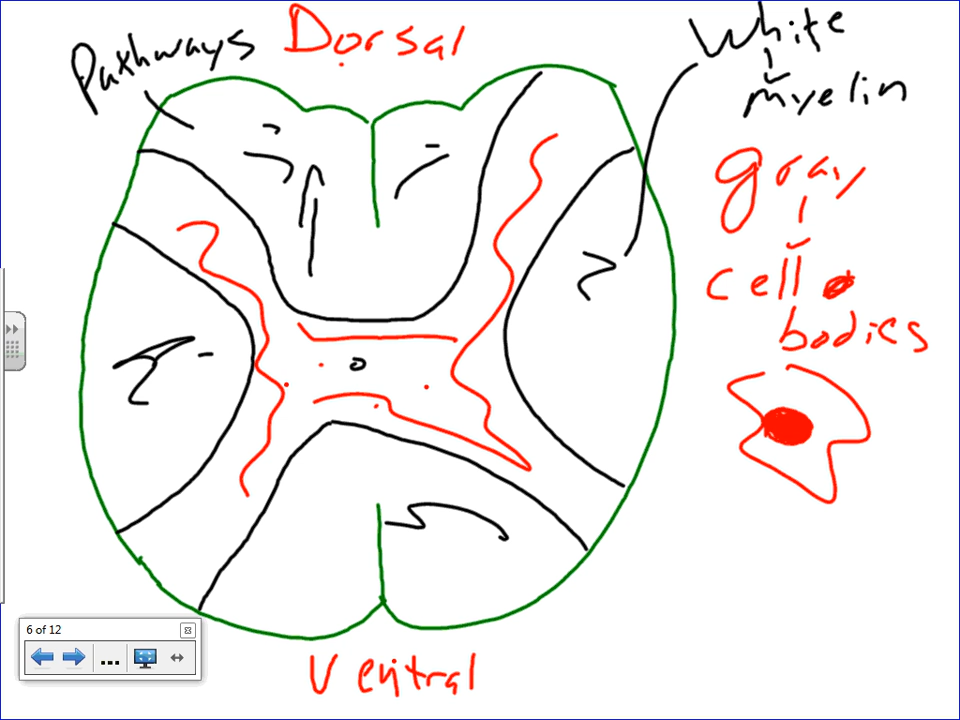 Pathways
Dorsal
White
myelin
gray
cell
bodies
Ventral
6 of 12
...